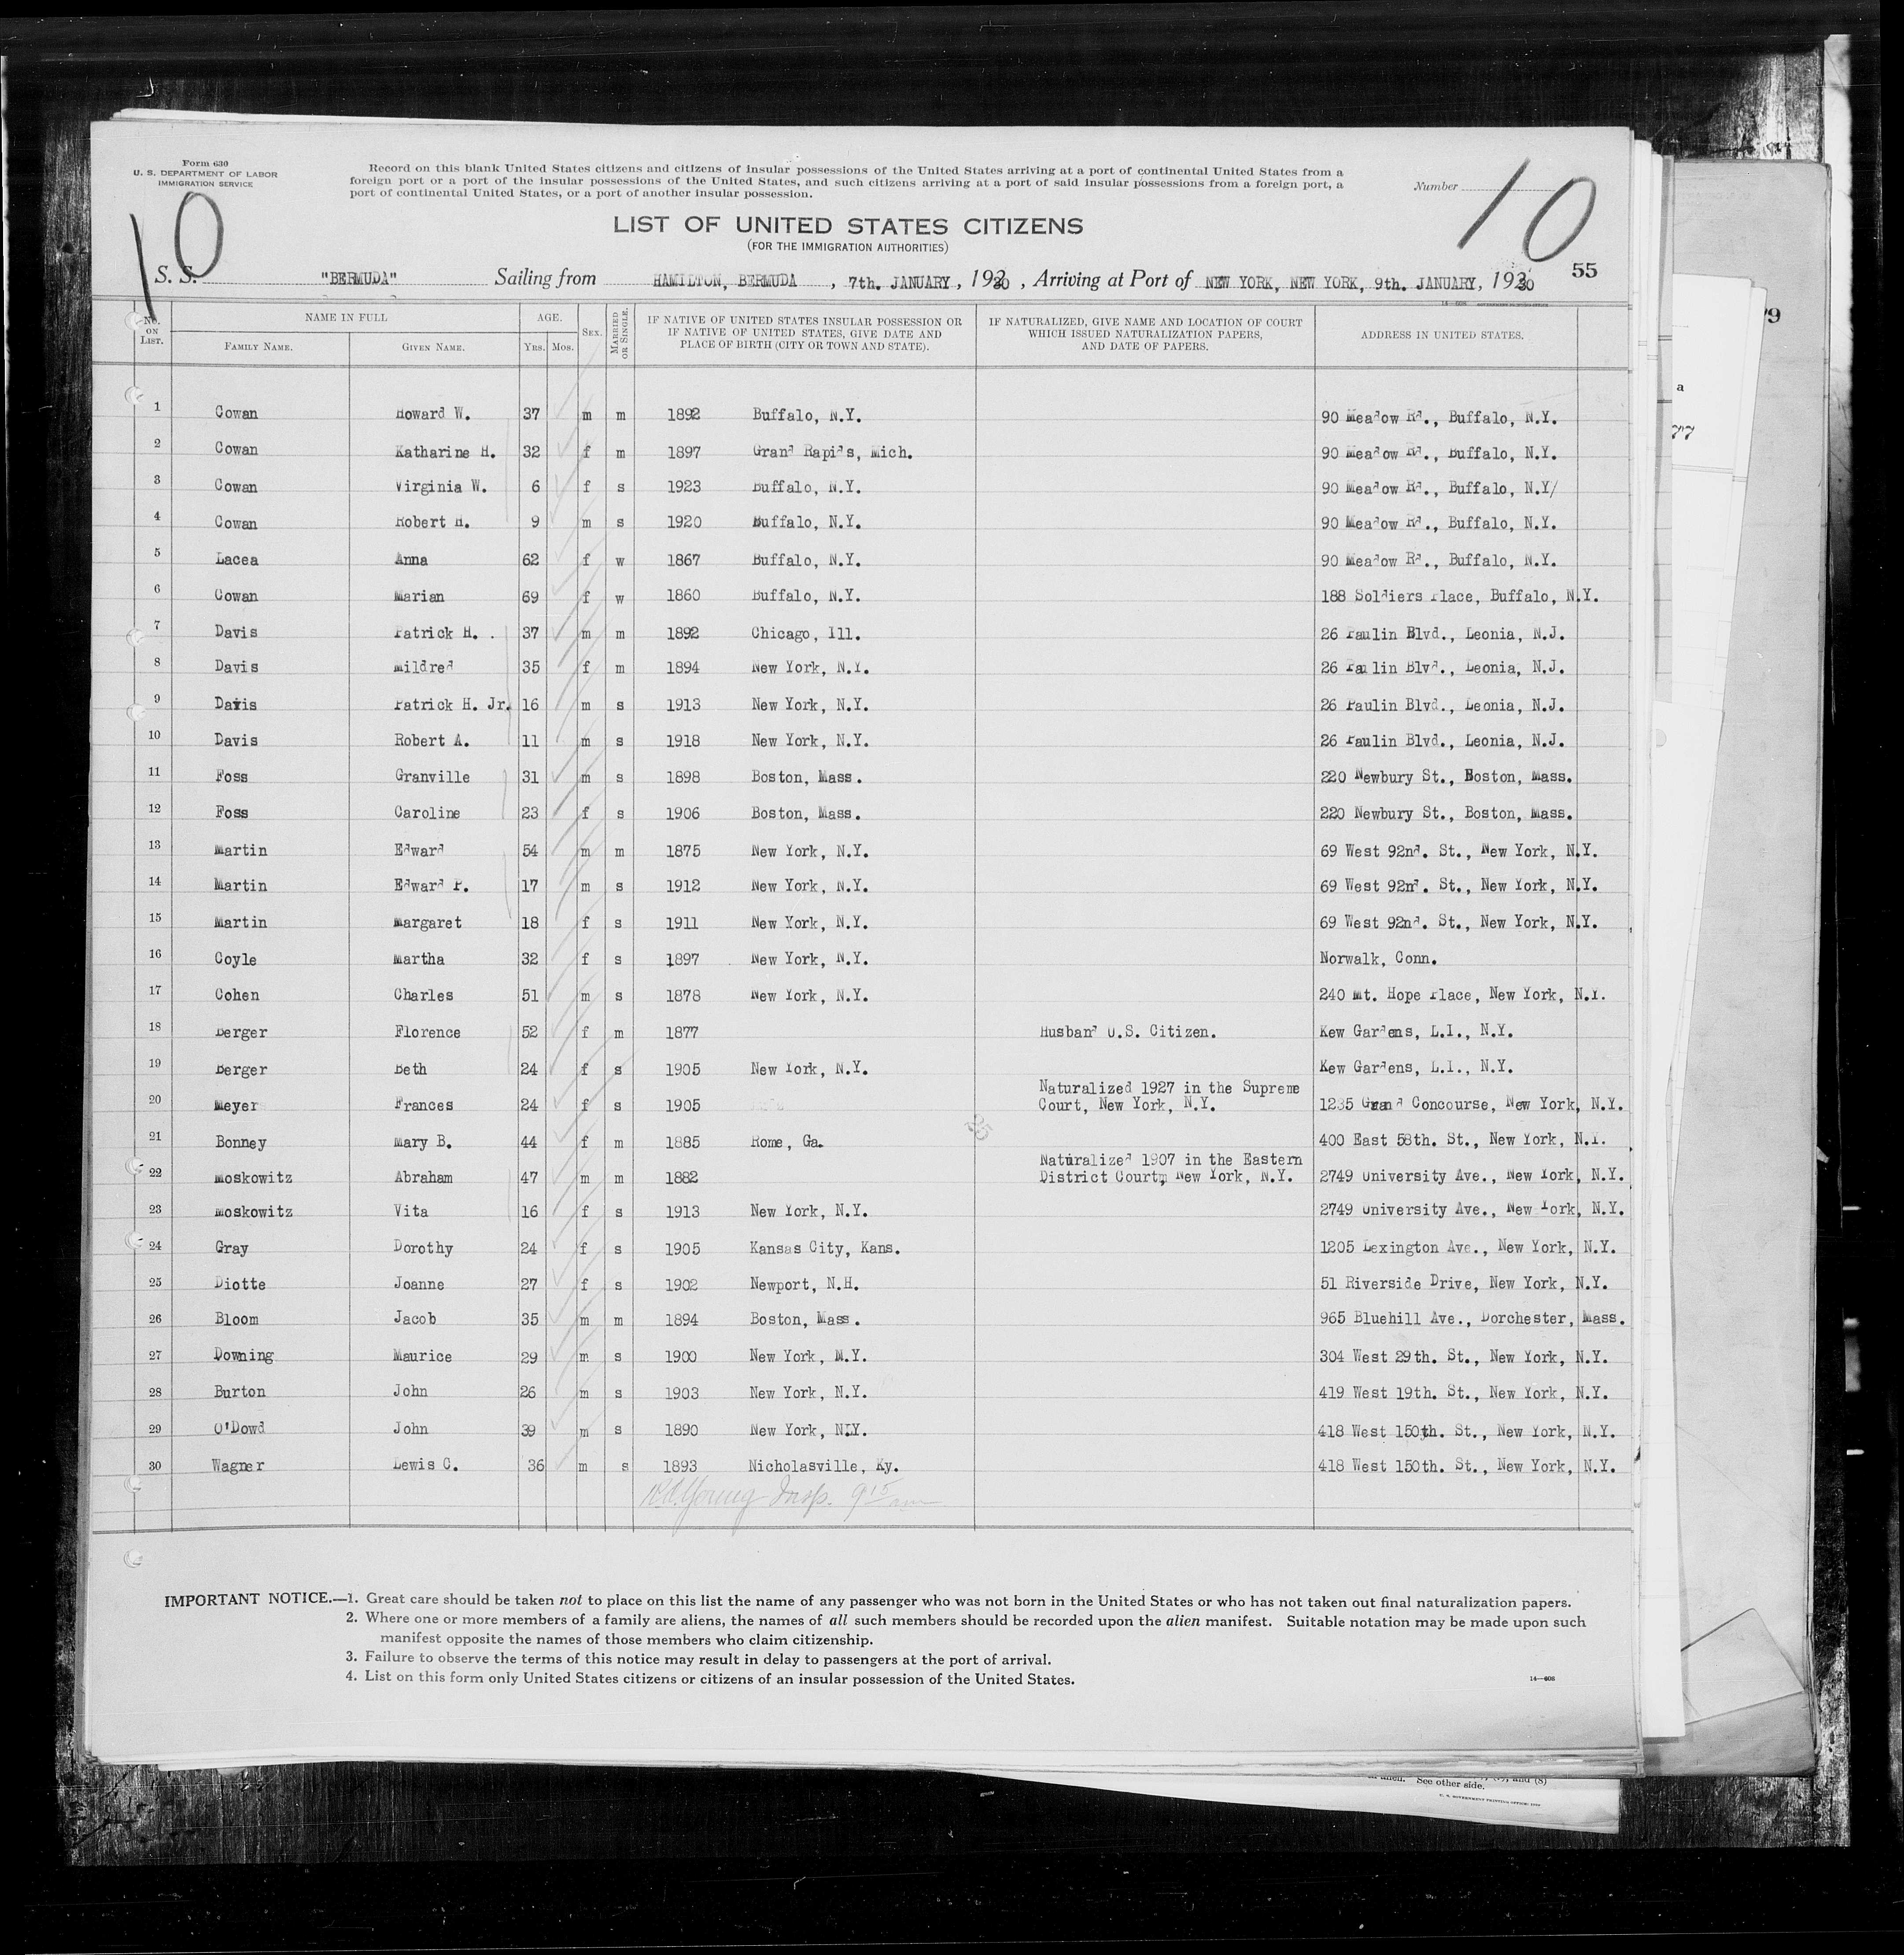 Form 630
U. S. DEPARTMENT OF LABOR
IMMIGRATION SERVICE
Record on this blank United States citizens and citizens of insular possessions of the United States arriving at a port of continental United States from a
foreign port or a port of the insular possessions of the United States, and such citizens arriving at a port of said insular possessions from a foreign port, a
port of continental United States, or a port of another insular possession.
Number
10
10
LIST OF UNITED STATES CITIZENS
(FOR THE IMMIGRATION AUTHORITIES)
55
S. S. "BERMUDA" Sailing from HAMILTON, BERMUDA , 7th. JANUARY , 1930 , Arriving at Port of NEW YORK, NEW YORK, 9th. JANUARY, 1930
No. on List. NAME IN FULL FAMILY NAME. GIVEN NAME. AGE. Yrs. Mos. SEX. MARRIED OR SINGLE. IF NATIVE OF UNITED STATES INSULAR POSSESSION OR IF NATIVE OF UNITED STATES, GIVE DATE AND PLACE OF BIRTH (CITY OR TOWN AND STATE). IF NATURALIZED, GIVE NAME AND LOCATION OF COURT WHICH ISSUED NATURALIZATION PAPERS, AND DATE OF PAPERS. ADDRESS IN UNITED STATES.
1 Cowan Howard W. 37 m m 1892 Buffalo, N.Y. 90 Meadow Rd., Buffalo, N.Y.
2 Cowan Katharine H. 32 f m 1897 Grand Rapids, Mich. 90 Meadow Rd., Buffalo, N.Y.
3 Cowan Virginia W. 6 f s 1923 Buffalo, N.Y. 90 Meadow Rd., Buffalo, N.Y/
4 Cowan Robert H. 9 m s 1920 Buffalo, N.Y. 90 Meadow Rd., Buffalo, N.Y.
5 Lacea Anna 62 f w 1867 Buffalo, N.Y. 90 Meadow Rd., Buffalo, N.Y.
6 Cowan Marian 69 f w 1860 Buffalo, N.Y. 188 Soldiers Place, Buffalo, N.Y.
7 Davis Patrick H. . 37 m m 1892 Chicago, Ill. 26 Paulin Blvd., Leonia, N.J.
8 Davis Mildred 35 f m 1894 New York, N.Y. 26 Paulin Blvd., Leonia, N.J.
9 Davis Patrick H. Jr. 16 m s 1913 New York, N.Y. 26 Paulin Blvd., Leonia, N.J.
10 Davis Robert A. 11 m s 1918 New York, N.Y. 26 Paulin Blvd., Leonia, N.J.
11 Foss Granville 31 m s 1898 Boston, Mass. 220 Newbury St., Boston, Mass.
12 Foss Caroline 23 f s 1906 Boston, Mass. 220 Newbury St., Boston, Mass.
13 Martin Edward 54 m m 1875 New York, N.Y. 69 West 92nd. St., New York, N.Y.
14 Martin Edward P. 17 m s 1912 New York, N.Y. 69 West 92nd. St., New York, N.Y.
15 Martin Margaret 18 f s 1911 New York, N.Y. 69 West 92nd. St., New York, N.Y.
16 Coyle Martha 32 f s 1897 New York, N.Y. Norwalk, Conn.
17 Cohen Charles 51 m s 1878 New York, N.Y. 240 Mt. Hope Place, New York, N.Y.
18 Berger Florence 52 f m 1877 Husband U.S. Citizen. Kew Gardens, L.I., N.Y.
19 Berger Beth 24 f s 1905 New York, N.Y. Kew Gardens, L.I., N.Y.
20 Meyer Frances 24 f s 1905 Naturalized 1927 in the Supreme Court, New York, N.Y. 1235 Grand Concourse, New York, N.Y.
21 Bonney Mary B. 44 f m 1885 Rome, Ga. 400 East 58th. St., New York, N.Y.
22 Moskowitz Abraham 47 m m 1882 Naturalized 1907 in the Eastern District Court, New York, N.Y. 2749 University Ave., New York, N.Y.
23 Moskowitz Vita 16 f s 1913 New York, N.Y. 2749 University Ave., New York, N.Y.
24 Gray Dorothy 24 f s 1905 Kansas City, Kans. 1205 Lexington Ave., New York, N.Y.
25 Diotte Joanne 27 f s 1902 Newport, N.H. 51 Riverside Drive, New York, N.Y.
26 Bloom Jacob 35 m m 1894 Boston, Mass. 965 Bluehill Ave., Dorchester, Mass.
27 Downing Maurice 29 m s 1900 New York, N.Y. 304 West 29th. St., New York, N.Y.
28 Burton John 26 m s 1903 New York, N.Y. 419 West 19th. St., New York, N.Y.
29 O'Dowd John 39 m s 1890 New York, N.Y. 418 West 150th. St., New York, N.Y.
30 Wagner Lewis C. 36 m s 1893 Nicholasville, Ky. 418 West 150th. St., New York, N.Y.
Young Insp. 9 15 am
IMPORTANT NOTICE.—1. Great care should be taken not to place on this list the name of any passenger who was not born in the United States or who has not taken out final naturalization papers.
2. Where one or more members of a family are aliens, the names of all such members should be recorded upon the alien manifest. Suitable notation may be made upon such
manifest opposite the names of those members who claim citizenship.
3. Failure to observe the terms of this notice may result in delay to passengers at the port of arrival.
4. List on this form only United States citizens or citizens of an insular possession of the United States.
14—608
See other side.